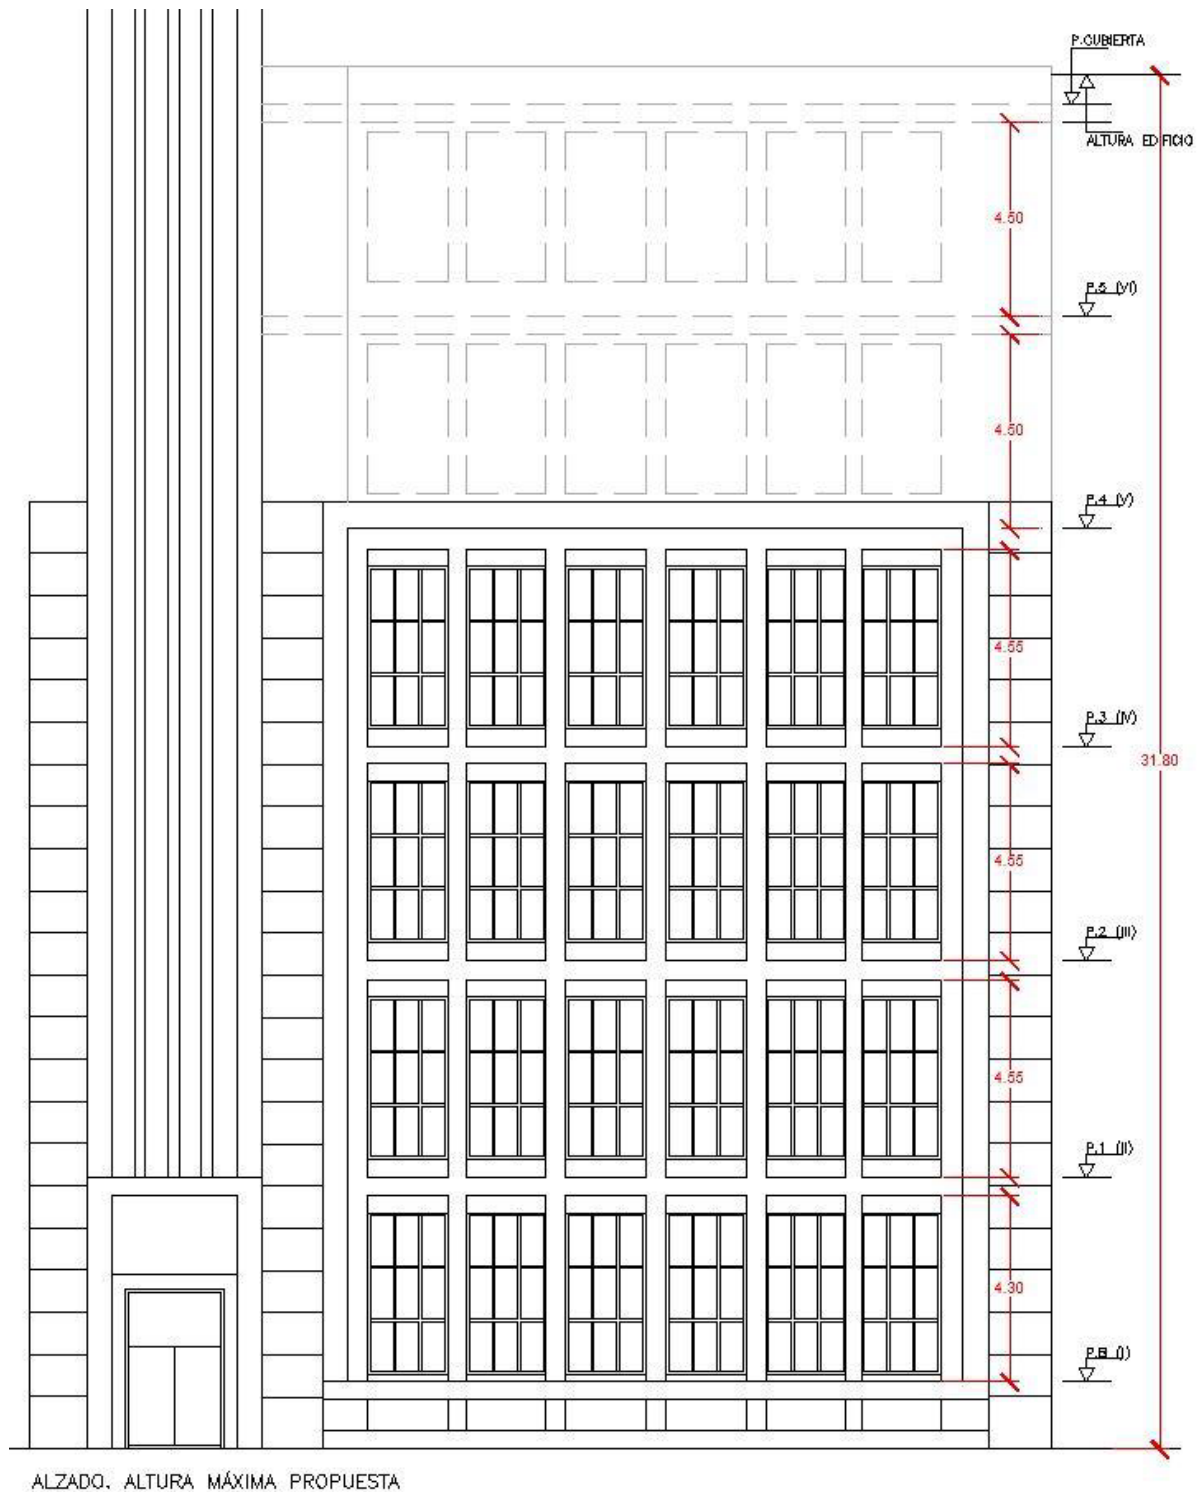 P.CUBIERTA
ALTURA EDIFICIO
4.50
P.5 (VI)
4.50
P.4 (V)
4.55
P.3 (IV)
31.80
4.55
P.2 (III)
4.55
P.1 (II)
4.30
P.B (I)
ALZADO. ALTURA MÁXIMA PROPUESTA